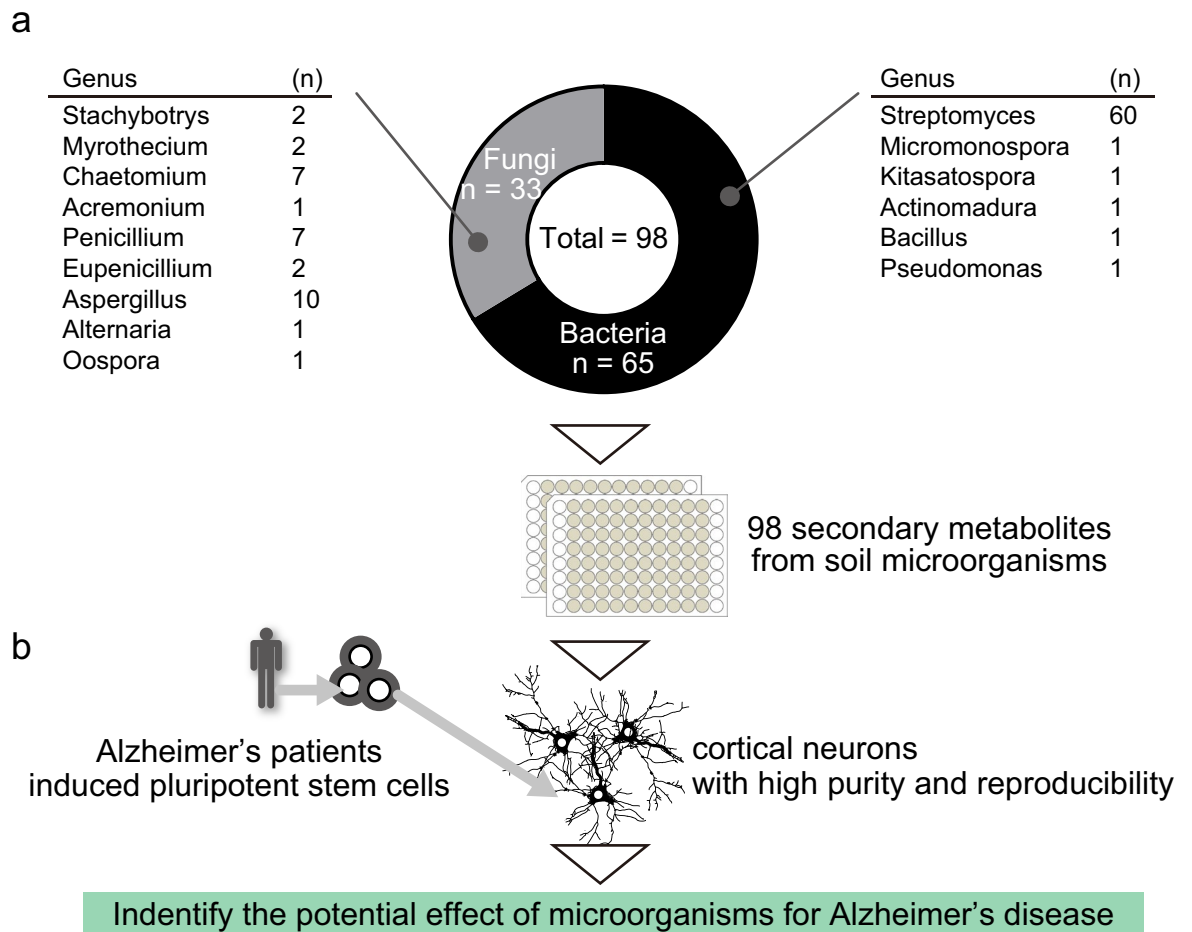 a
Genus (n)
Stachybotrys 2
Myrothecium 2
Chaetomium 7
Acremonium 1
Penicillium 7
Eupenicillium 2
Aspergillus 10
Alternaria 1
Oospora 1
Fungi
n = 33
Total = 98
Bacteria
n = 65
Genus (n)
Streptomyces 60
Micromonospora 1
Kitasatospora 1
Actinomadura 1
Bacillus 1
Pseudomonas 1
98 secondary metabolites
from soil microorganisms
b
Alzheimer’s patients
induced pluripotent stem cells
cortical neurons
with high purity and reproducibility
Indentify the potential effect of microorganisms for Alzheimer’s disease